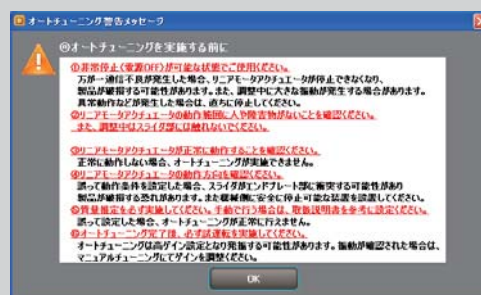 オートチューニング警告メッセージ
◎オートチューニングを実施する前に
①非常停止（電源OFF）が可能な状態でご使用ください。
万が一通信不良が発生した場合、リニアモータアクチュエータが停止できなくなり、
製品が破損する可能性があります。また、調整中に大きな振動が発生する場合があります。
異常動作などが発生した場合は、直ちに停止してください。
②リニアモータアクチュエータの動作範囲に人や障害物がないことを確認ください。
また、調整中はスライダ部には触れないでください。
③リニアモータアクチュエータが正常に動作することを確認ください。
正常に動作しない場合、オートチューニングが実施できません。
④リニアモータアクチュエータの動作方向を確認ください。
誤って動作条件を設定した場合、スライダがエンドプレート部に衝突する可能性があり
製品が破損する恐れがあります。また機械側に安全に停止可能な装置を設置してください。
⑤質量推定を必ず実施してください。手動で行う場合は、取扱説明書を参考に設定ください。
誤って設定した場合、オートチューニングが正常に行えません。
⑥オートチューニング完了後、必ず試運転を実施してください。
オートチューニングは高ゲイン設定となり発振する可能性があります。振動が確認された場合は、
マニュアルチューニングにてゲインを調整ください。
OK